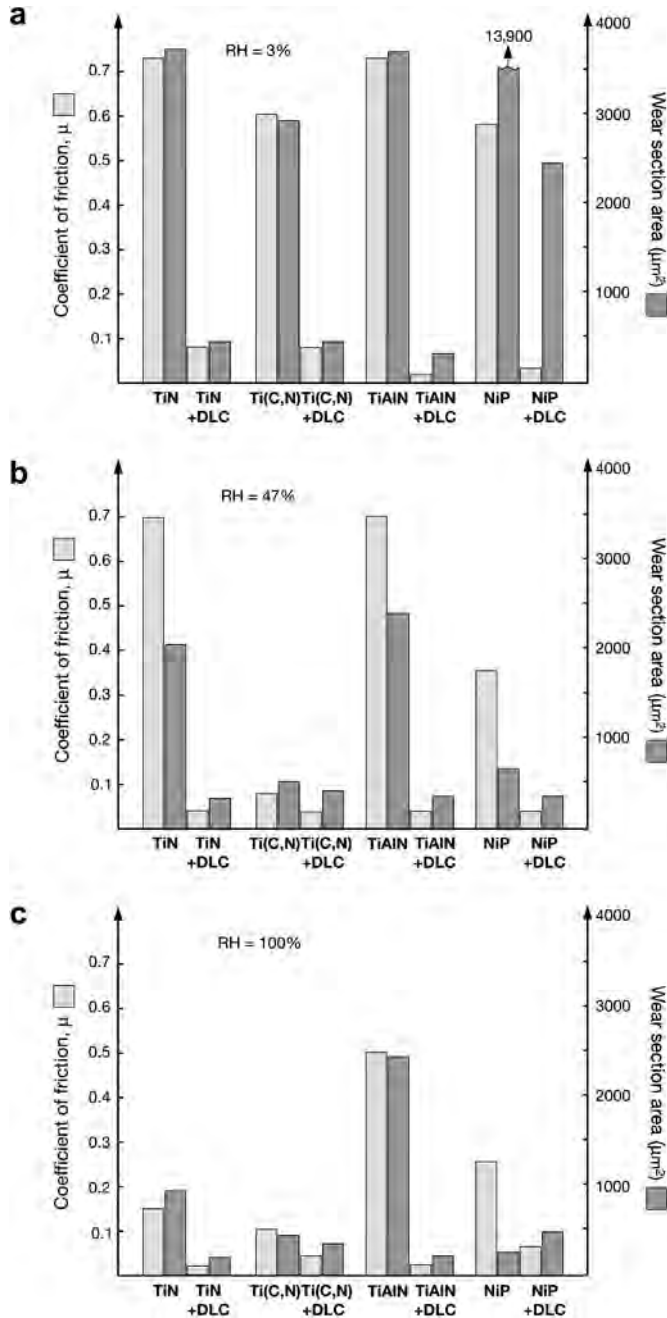 a
RH = 3%
13,900
Coefficient of friction, μ
0.7
0.6
0.5
0.4
0.3
0.2
0.1
4000
3000
2000
1000
Wear section area (μm²)
TiN TiN +DLC Ti(C,N) Ti(C,N) +DLC TiAlN TiAlN +DLC NiP NiP +DLC
b
RH = 47%
Coefficient of friction, μ
0.7
0.6
0.5
0.4
0.3
0.2
0.1
0
4000
3000
2000
1000
Wear section area (μm²)
TiN TiN +DLC Ti(C,N) Ti(C,N) +DLC TiAlN TiAlN +DLC NiP NiP +DLC
c
RH = 100%
Coefficient of friction, μ
0.7
0.6
0.5
0.4
0.3
0.2
0.1
4000
3000
2000
1000
Wear section area (μm²)
TiN TiN +DLC Ti(C,N) Ti(C,N) +DLC TiAlN TiAlN +DLC NiP NiP +DLC